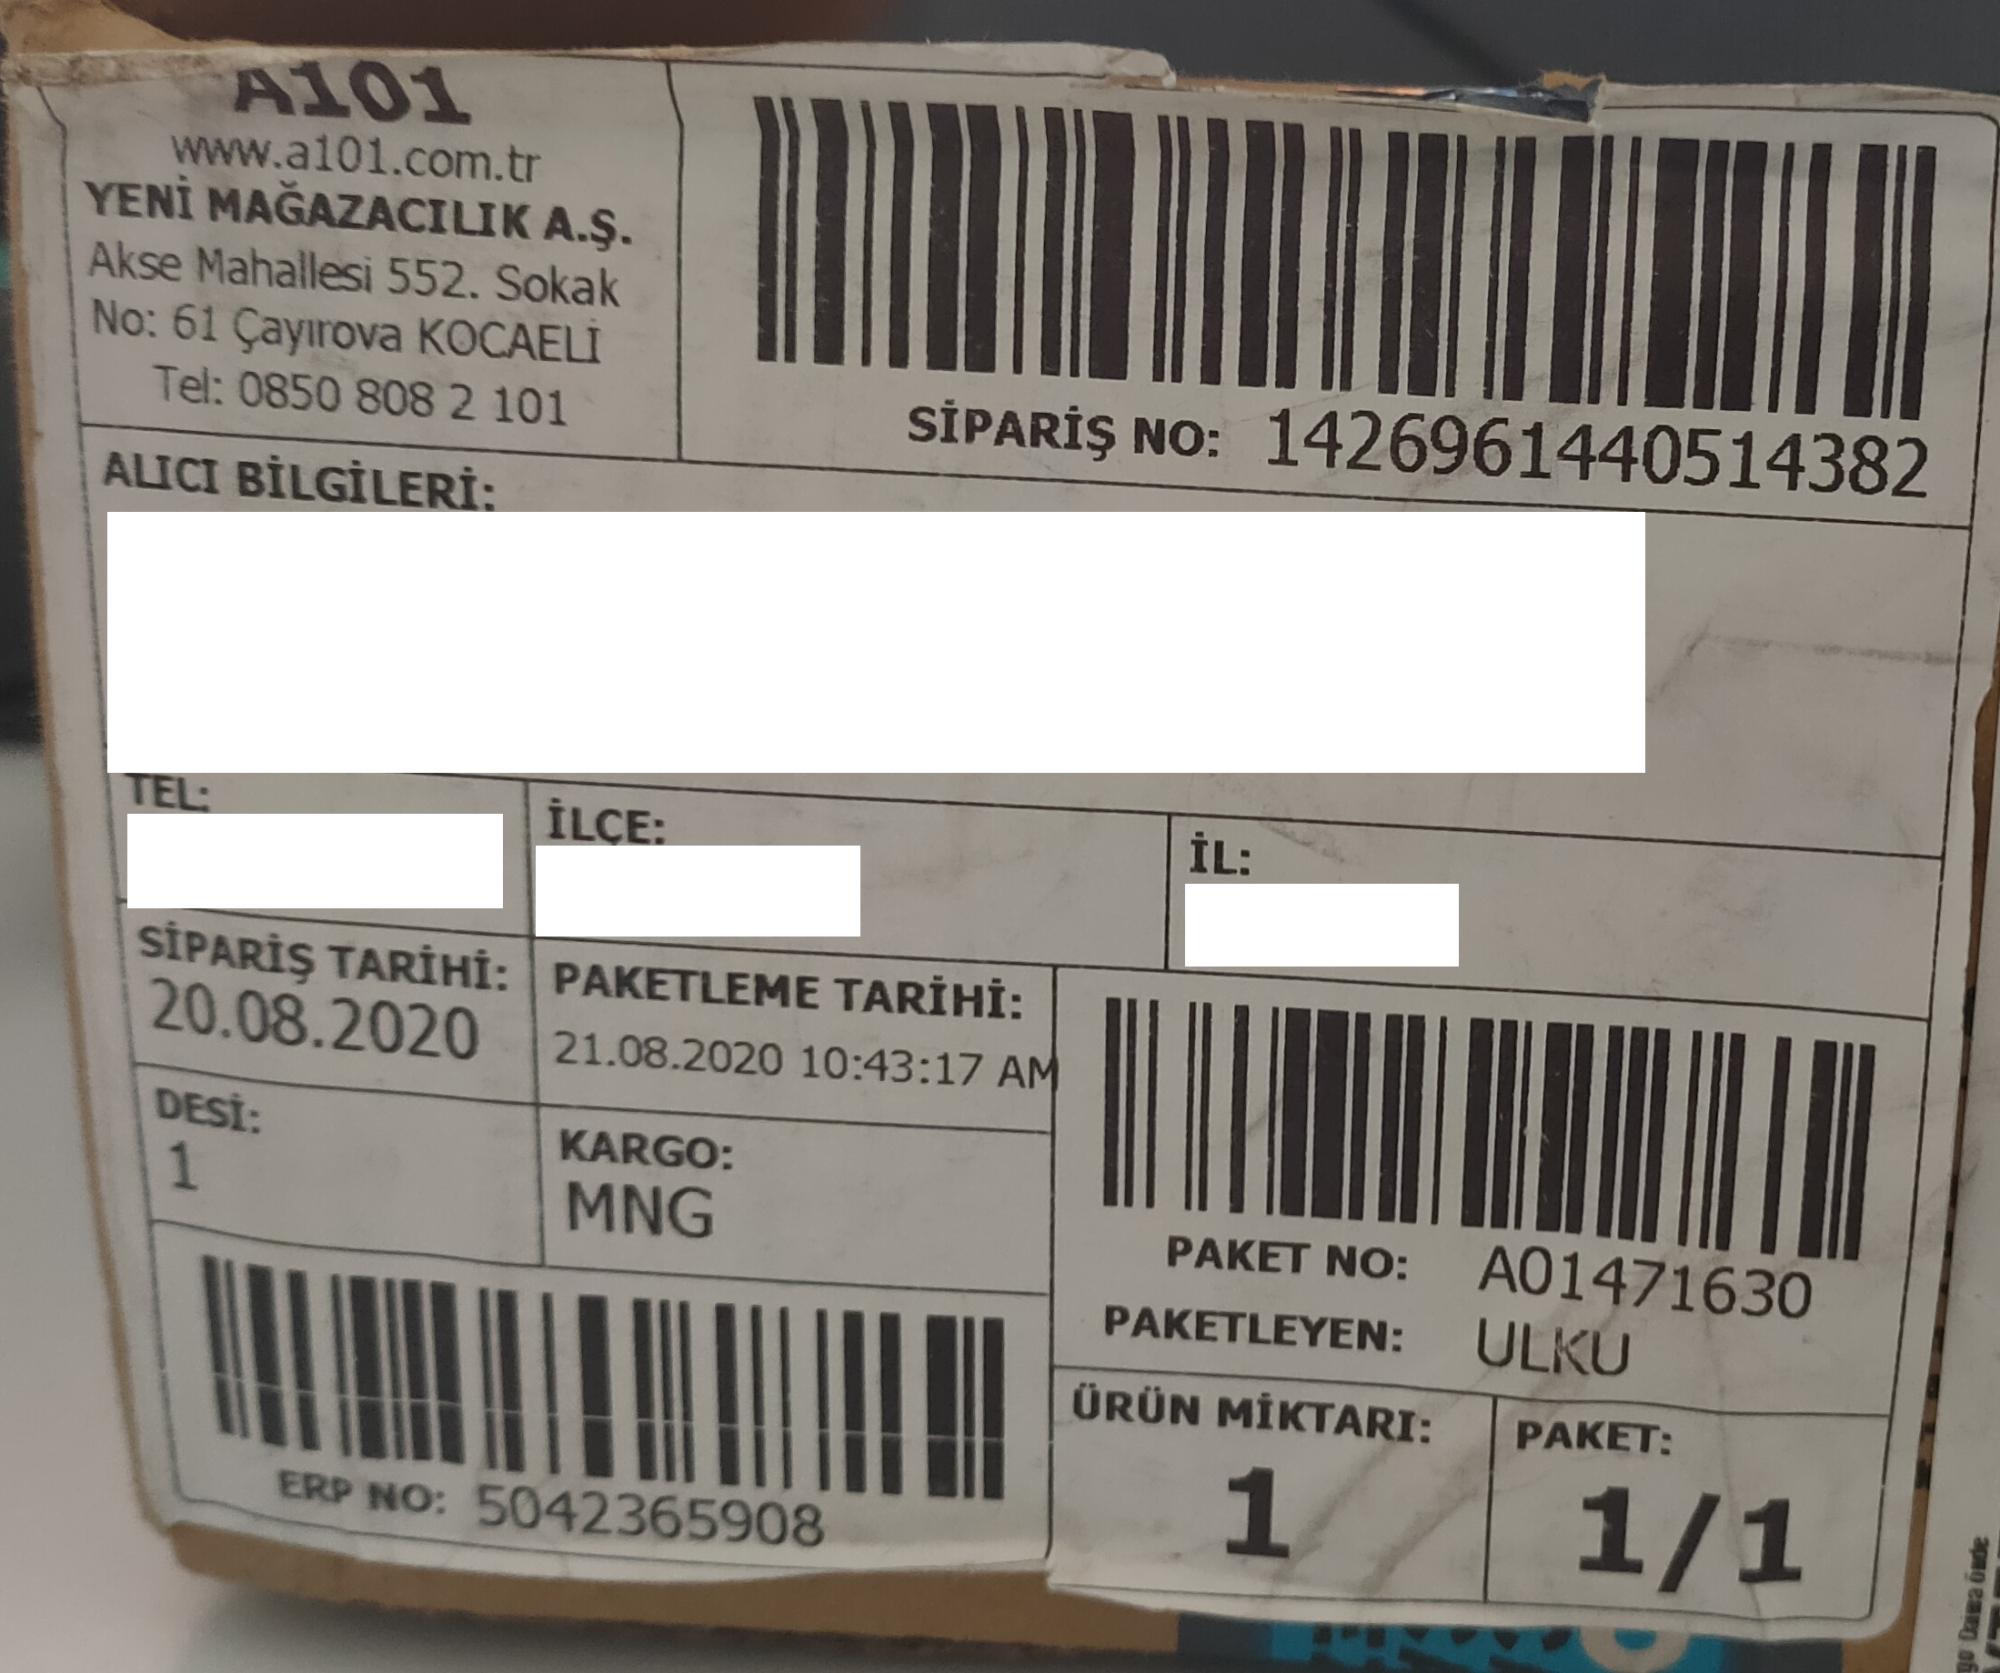 A101
www.a101.com.tr
YENİ MAĞAZACILIK A.Ş.
Akse Mahallesi 552. Sokak
No: 61 Çayırova KOCAELİ
Tel: 0850 808 2 101
SİPARİŞ NO: 1426961440514382
ALICI BİLGİLERİ:
TEL:
İLÇE:
İL:
SİPARİŞ TARİHİ:
20.08.2020
PAKETLEME TARİHİ:
21.08.2020 10:43:17 AM
DESİ:
1
KARGO:
MNG
PAKET NO: A01471630
PAKETLEYEN: ULKU
ERP NO: 5042365908
ÜRÜN MİKTARI:
1
PAKET:
1/1